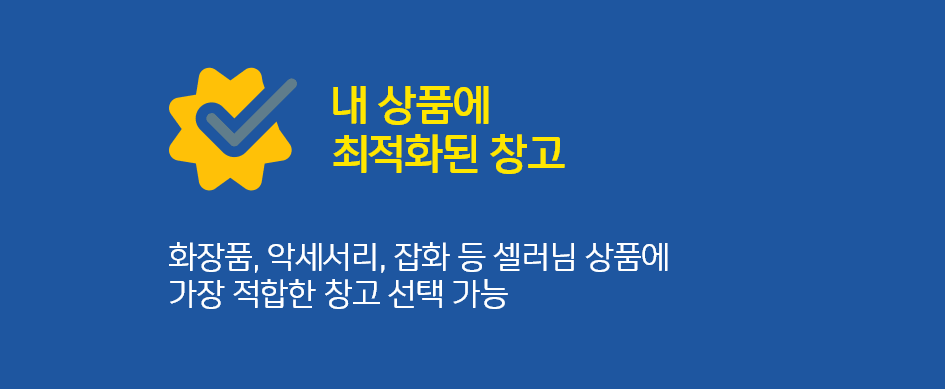 내 상품에
최적화된 창고
화장품, 악세서리, 잡화 등 셀러님 상품에
가장 적합한 창고 선택 가능